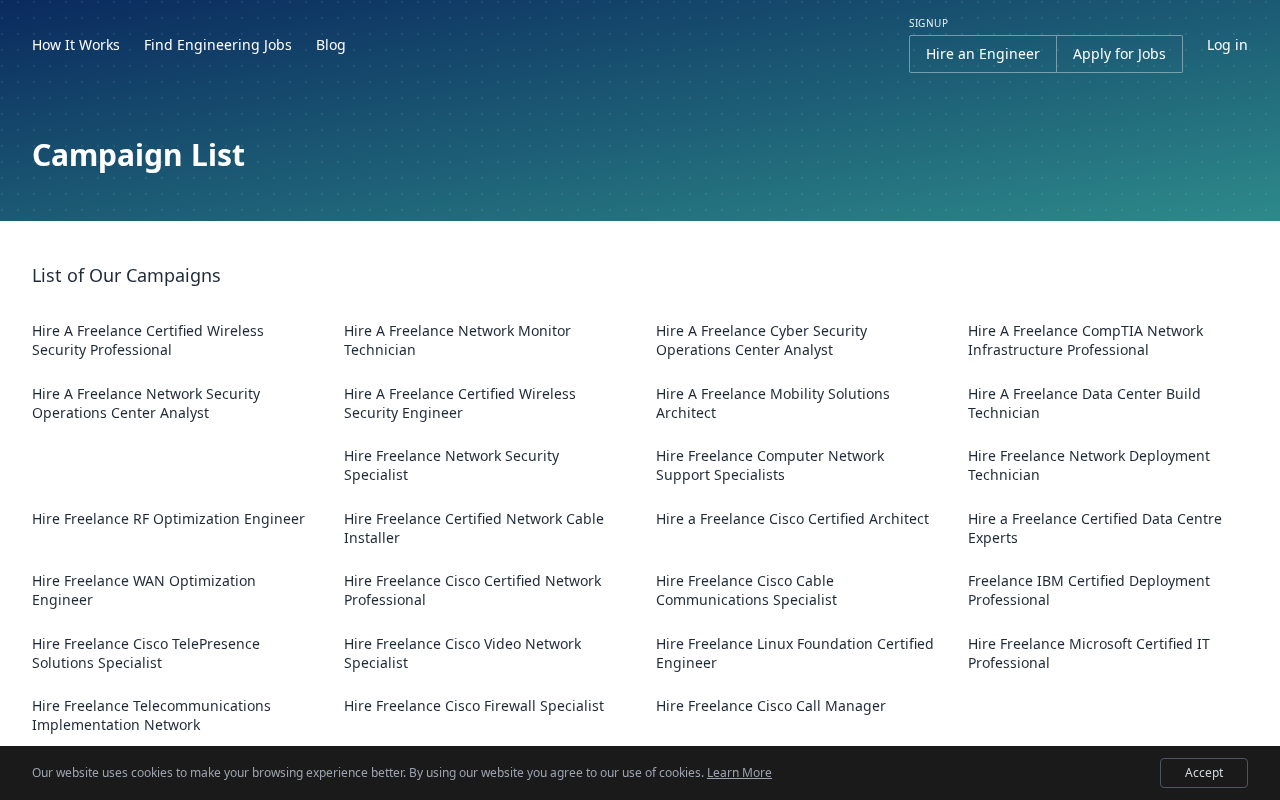 How It Works
Find Engineering Jobs
Blog
SIGNUP
Hire an Engineer
Apply for Jobs
Log in
Campaign List
List of Our Campaigns
Hire A Freelance Certified Wireless
Security Professional
Hire A Freelance Network Monitor
Technician
Hire A Freelance Cyber Security
Operations Center Analyst
Hire A Freelance CompTIA Network
Infrastructure Professional
Hire A Freelance Network Security
Operations Center Analyst
Hire A Freelance Certified Wireless
Security Engineer
Hire A Freelance Mobility Solutions
Architect
Hire A Freelance Data Center Build
Technician
Hire Freelance Network Security
Specialist
Hire Freelance Computer Network
Support Specialists
Hire Freelance Network Deployment
Technician
Hire Freelance RF Optimization Engineer
Hire Freelance Certified Network Cable
Installer
Hire a Freelance Cisco Certified Architect
Hire a Freelance Certified Data Centre
Experts
Hire Freelance WAN Optimization
Engineer
Hire Freelance Cisco Certified Network
Professional
Hire Freelance Cisco Cable
Communications Specialist
Freelance IBM Certified Deployment
Professional
Hire Freelance Cisco TelePresence
Solutions Specialist
Hire Freelance Cisco Video Network
Specialist
Hire Freelance Linux Foundation Certified
Engineer
Hire Freelance Microsoft Certified IT
Professional
Hire Freelance Telecommunications
Implementation Network
Hire Freelance Cisco Firewall Specialist
Hire Freelance Cisco Call Manager
Our website uses cookies to make your browsing experience better. By using our website you agree to our use of cookies. Learn More
Accept